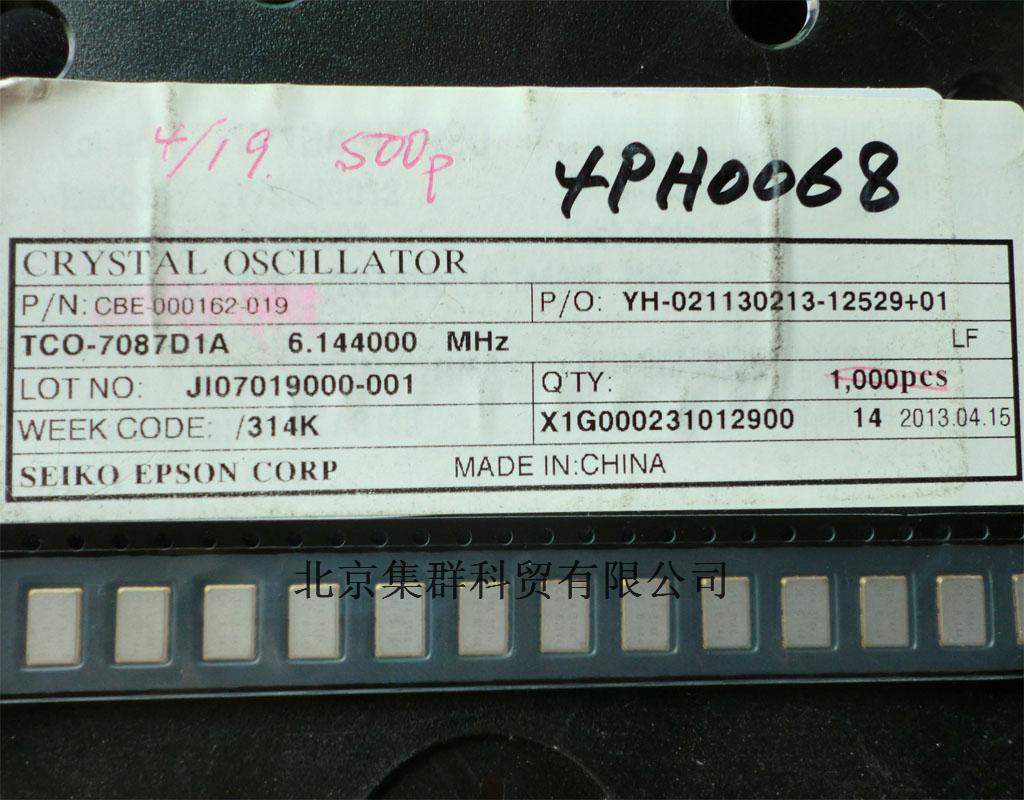 4/19 500p
4PH0068
CRYSTAL OSCILLATOR
P/N: CBE-000162-019 P/O: YH-021130213-12529+01
TCO-7087D1A 6.144000 MHz LF
LOT NO: JI07019000-001 Q'TY: 1,000pcs
WEEK CODE: /314K X1G000231012900 14 2013.04.15
SEIKO EPSON CORP MADE IN:CHINA
北京集群科贸有限公司